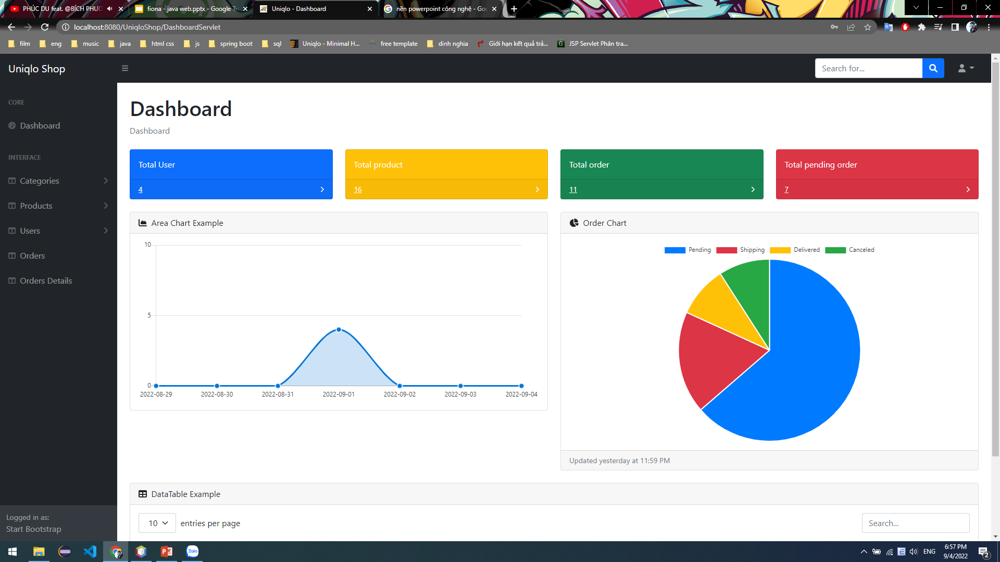 PHÚC DU feat. @BÍCH PHƯƠ
fiona - java web.pptx - Google Tr
Uniqlo - Dashboard
nền powerpoint công nghệ - Goo
localhost:8080/UniqloShop/DashboardServlet
film
eng
music
java
html css
js
spring boot
sql
Uniqlo - Minimal H...
free template
dinh nghia
Giới hạn kết quả trả...
JSP Servlet Phân tra...
Uniqlo Shop
Search for...
CORE
Dashboard
INTERFACE
Categories
Products
Users
Orders
Orders Details
Logged in as:
Start Bootstrap
Dashboard
Dashboard
Total User
4
Total product
16
Total order
11
Total pending order
7
Area Chart Example
10
5
0
2022-08-29
2022-08-30
2022-08-31
2022-09-01
2022-09-02
2022-09-03
2022-09-04
Order Chart
Pending
Shipping
Delivered
Canceled
Updated yesterday at 11:59 PM
DataTable Example
10
entries per page
Search...
Zalo
ENG
6:57 PM
9/4/2022
2